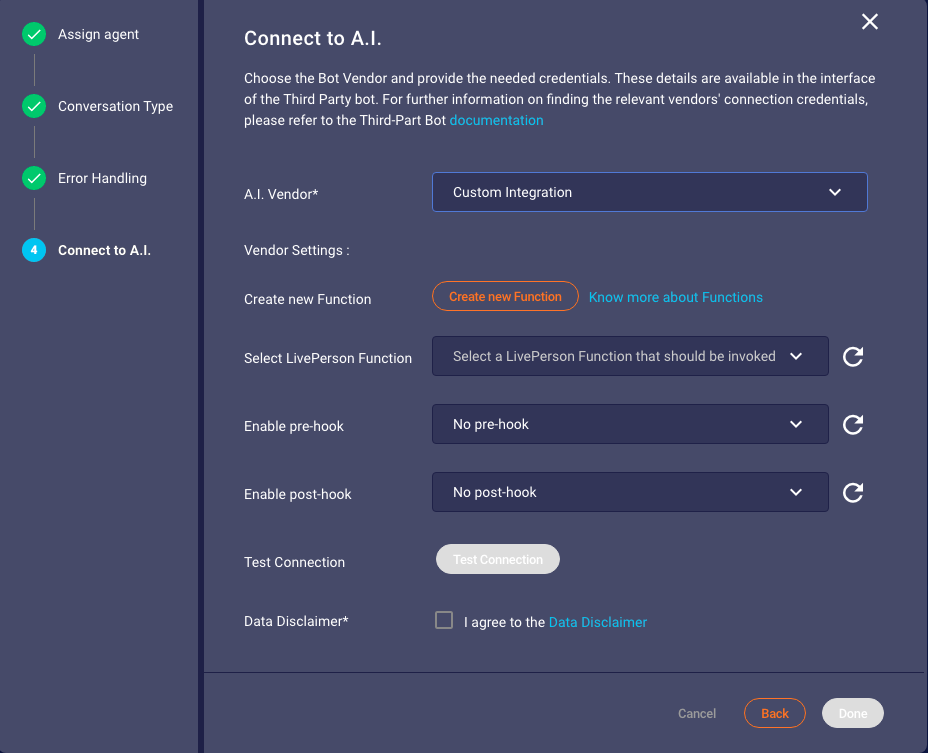 Assign agent
Conversation Type
Error Handling
4
Connect to A.I.
Connect to A.I.
Choose the Bot Vendor and provide the needed credentials. These details are available in the interface
of the Third Party bot. For further information on finding the relevant vendors' connection credentials,
please refer to the Third-Part Bot documentation
A.I. Vendor*
Custom Integration
Vendor Settings :
Create new Function
Create new Function
Know more about Functions
Select LivePerson Function
Select a LivePerson Function that should be invoked
Enable pre-hook
No pre-hook
Enable post-hook
No post-hook
Test Connection
Test Connection
Data Disclaimer*
I agree to the Data Disclaimer
Cancel
Back
Done